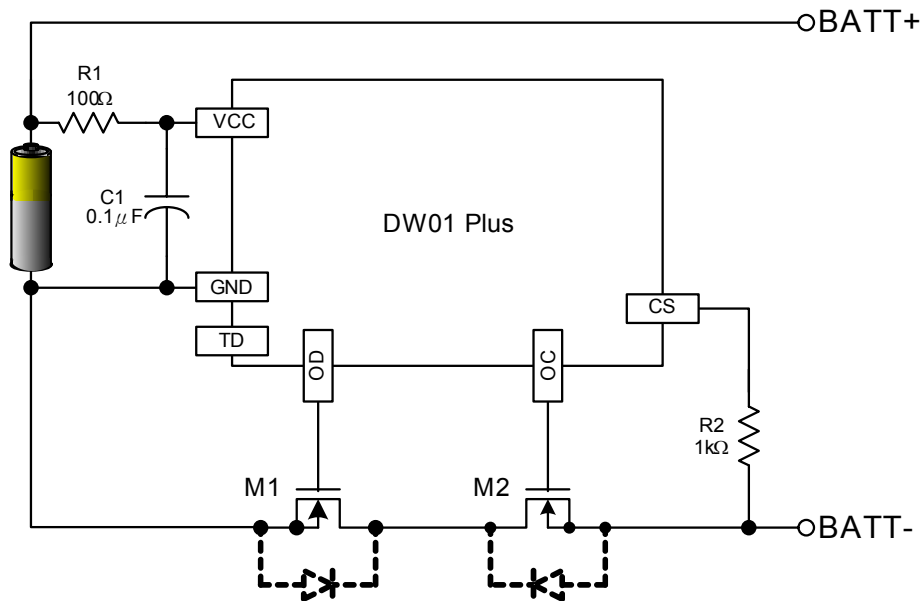 BATT+
R1
100Ω
VCC
C1
0.1μF
DW01 Plus
GND
CS
TD
OD
OC
R2
1kΩ
M1
M2
BATT-